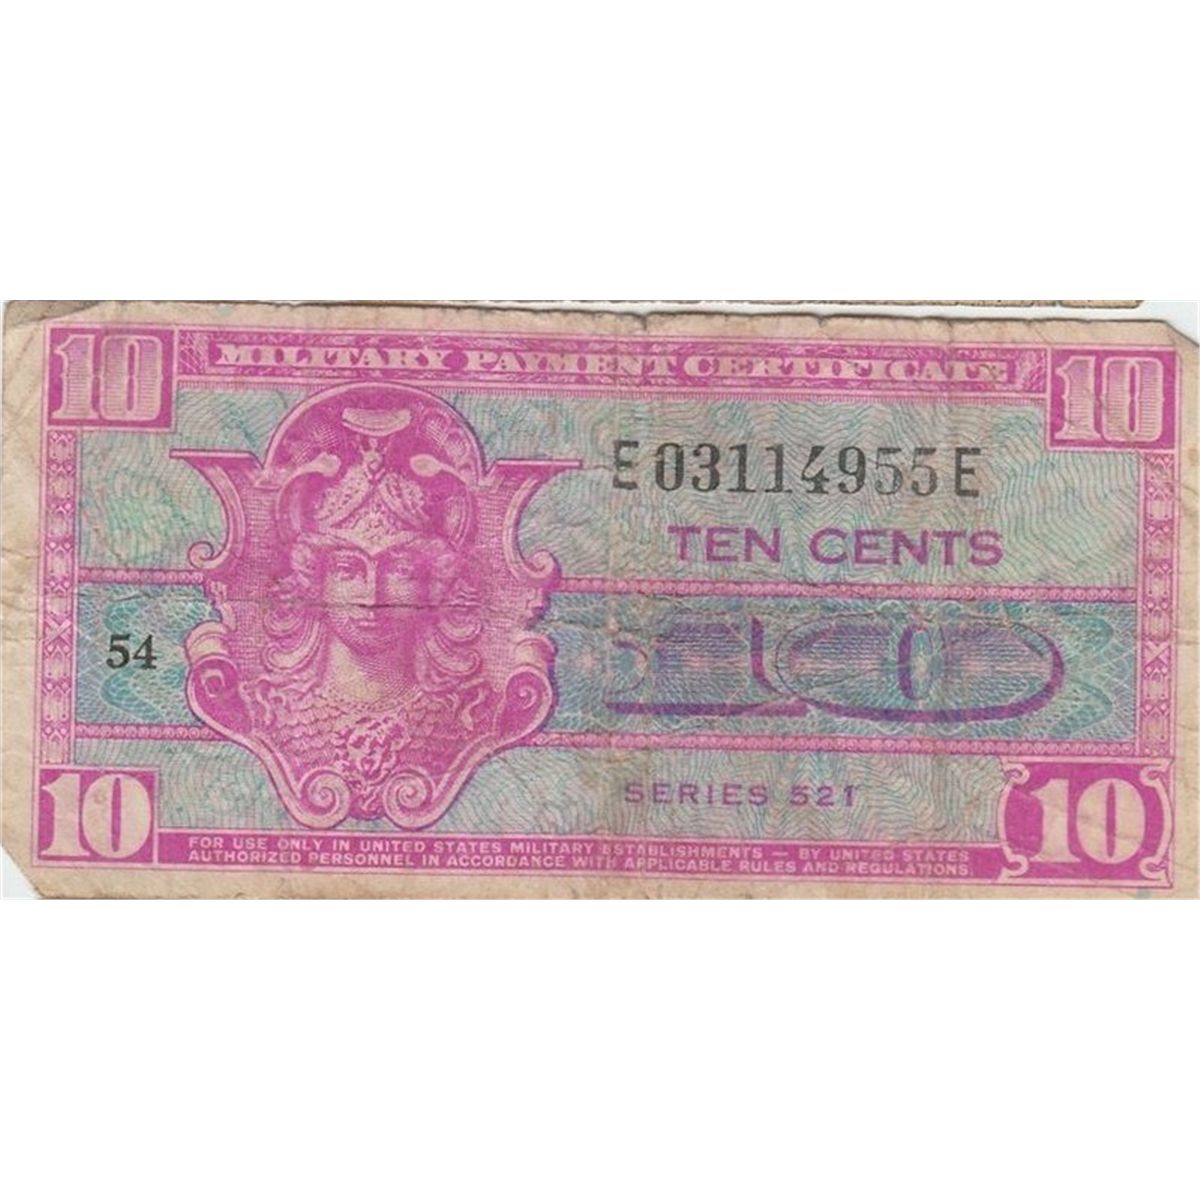 10 MILITARY PAYMENT CERTIFICATE 10
E03114955E
TEN CENTS
54
10
SERIES 521
10 10
FOR USE ONLY IN UNITED STATES MILITARY ESTABLISHMENTS — BY UNITED STATES
AUTHORIZED PERSONNEL IN ACCORDANCE WITH APPLICABLE RULES AND REGULATIONS.